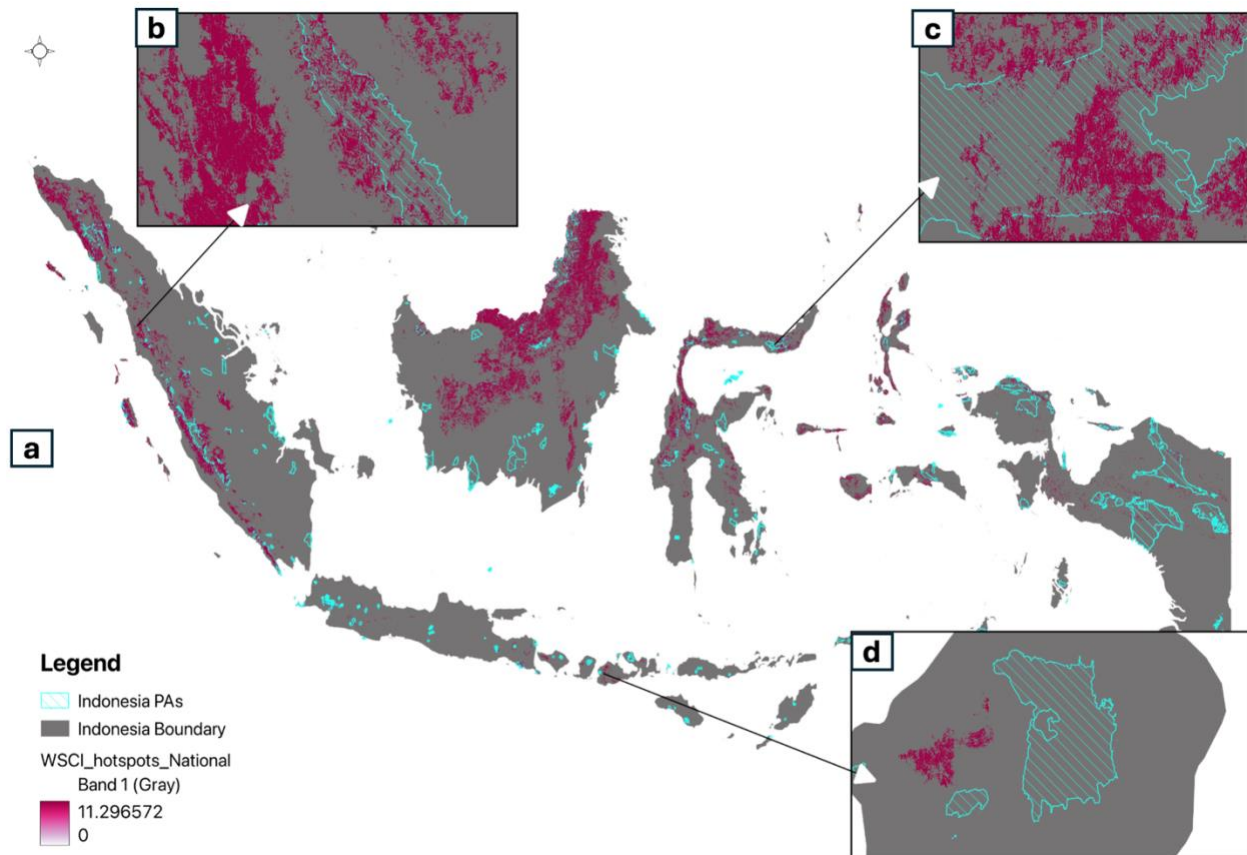 b
c
a
d
Legend
Indonesia PAs
Indonesia Boundary
WSCI_hotspots_National
Band 1 (Gray)
11.296572
0